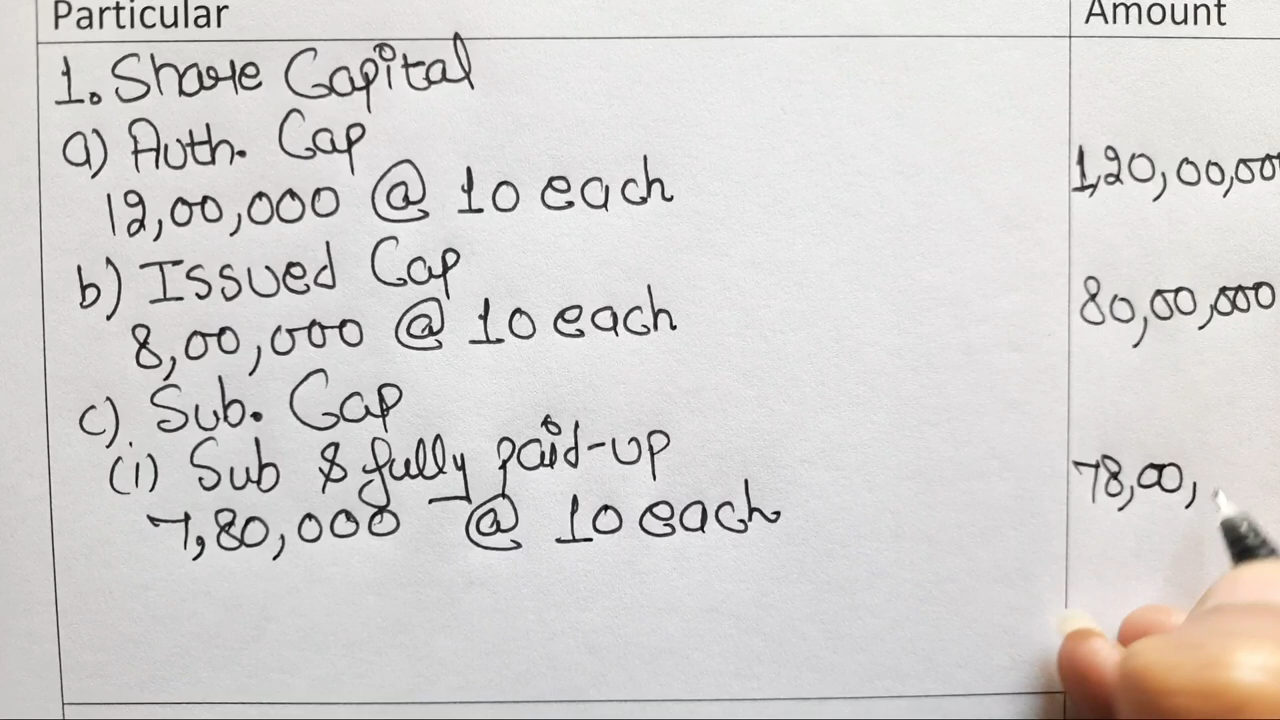 Particular Amount
1. Share Capital
a) Auth. Cap
12,00,000 @ 10 each 1,20,00,000
b) Issued Cap
8,00,000 @ 10 each 80,00,000
c) Sub. Cap
(i) Sub & fully paid-up
7,80,000 @ 10 each 78,00,